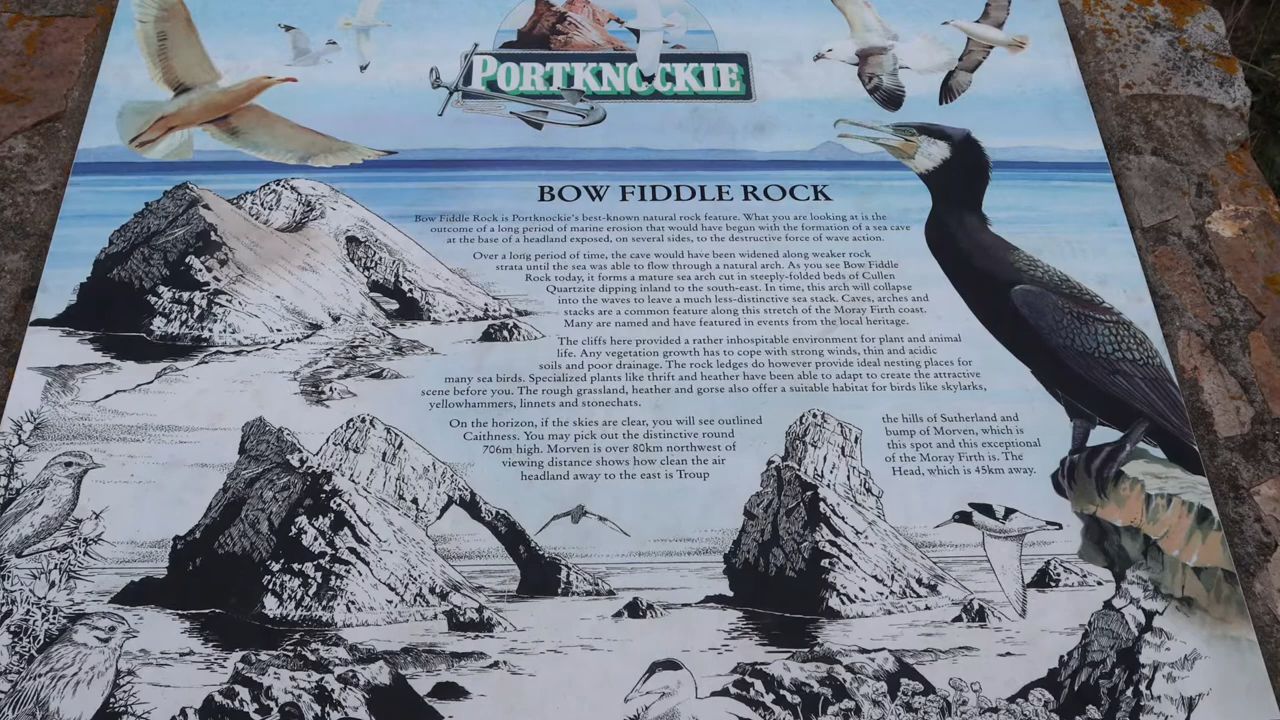 PORTKNOCKIE
BOW FIDDLE ROCK
Bow Fiddle Rock is Portknockie's best-known natural rock feature. What you are looking at is the
outcome of a long period of marine erosion that would have begun with the formation of a sea cave
at the base of a headland exposed, on several sides, to the destructive force of wave action.
Over a long period of time, the cave would have been widened along weaker rock
strata until the sea was able to flow through a natural arch. As you see Bow Fiddle
Rock today, it forms a mature sea arch cut in steeply-folded beds of Cullen
Quartzite dipping inland to the south-east. In time, this arch will collapse
into the waves to leave a much less-distinctive sea stack. Caves, arches and
stacks are a common feature along this stretch of the Moray Firth coast.
Many are named and have featured in events from the local heritage.
The cliffs here provided a rather inhospitable environment for plant and animal
life. Any vegetation growth has to cope with strong winds, thin and acidic
soils and poor drainage. The rock ledges do however provide ideal nesting places for
many sea birds. Specialized plants like thrift and heather have been able to adapt to create the attractive
scene before you. The rough grassland, heather and gorse also offer a suitable habitat for birds like skylarks,
yellowhammers, linnets and stonechats.
On the horizon, if the skies are clear, you will see outlined
Caithness. You may pick out the distinctive round
706m high. Morven is over 80km northwest of
viewing distance shows how clean the air
headland away to the east is Troup
the hills of Sutherland and
bump of Morven, which is
this spot and this exceptional
of the Moray Firth is. The
Head, which is 45km away.